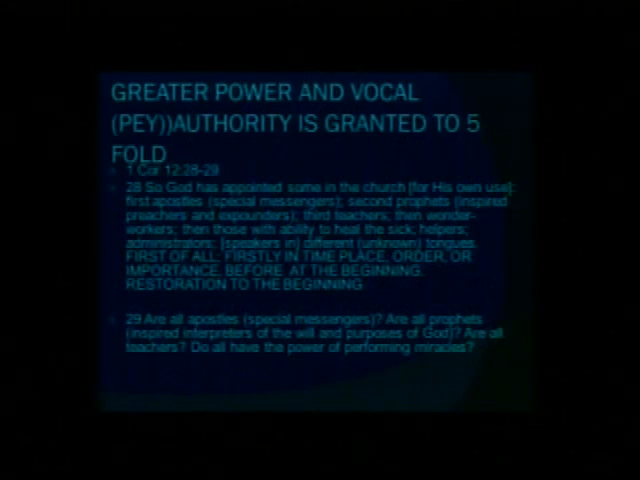 GREATER POWER AND VOCAL
(PEY))AUTHORITY IS GRANTED TO 5
FOLD
1 Cor 12:28-29
28 So God has appointed some in the church [for His own use]:
first apostles (special messengers); second prophets (inspired
preachers and expounders); third teachers; then wonder-
workers; then those with ability to heal the sick; helpers;
administrators; [speakers in] different (unknown) tongues.
FIRST OF ALL: FIRSTLY IN TIME PLACE, ORDER, OR
IMPORTANCE, BEFORE, AT THE BEGINNING,
RESTORATION TO THE BEGINNING
29 Are all apostles (special messengers)? Are all prophets
(inspired interpreters of the will and purposes of God)? Are all
teachers? Do all have the power of performing miracles?